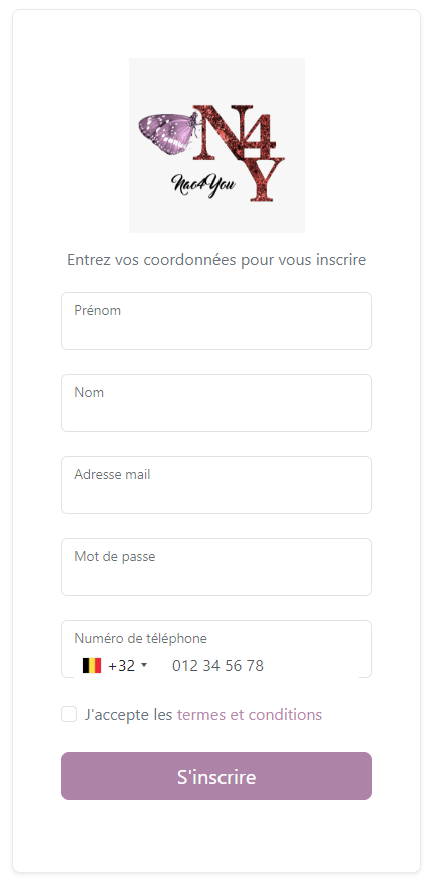 N4
Y
Nao4You
Entrez vos coordonnées pour vous inscrire
Prénom
Nom
Adresse mail
Mot de passe
Numéro de téléphone
+32 012 34 56 78
J'accepte les termes et conditions
S'inscrire